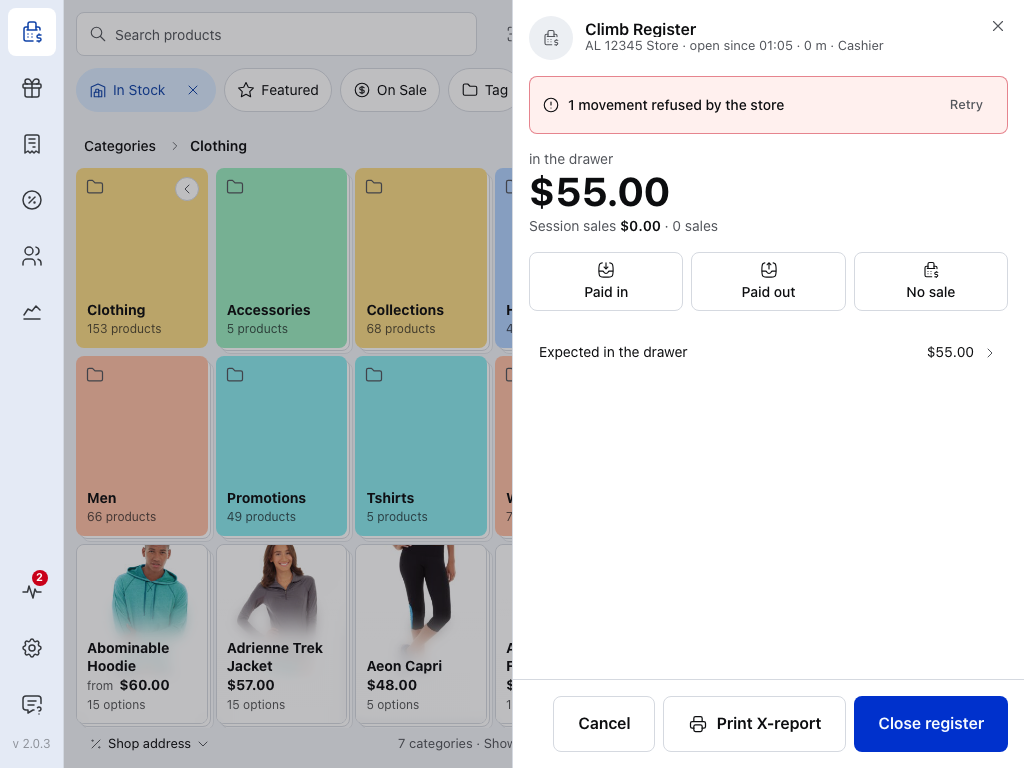 Search products
In Stock
Featured
On Sale
Tag
Categories
Clothing
Clothing
153 products
Accessories
5 products
Collections
68 products
Men
66 products
Promotions
49 products
Tshirts
5 products
Abominable
Hoodie
from $60.00
15 options
Adrienne Trek
Jacket
$57.00
15 options
Aeon Capri
$48.00
5 options
2
v 2.0.3
Shop address
7 categories · Show
Climb Register
AL 12345 Store · open since 01:05 · 0 m · Cashier
1 movement refused by the store
Retry
in the drawer
$55.00
Session sales $0.00 · 0 sales
Paid in
Paid out
No sale
Expected in the drawer
$55.00
Cancel
Print X-report
Close register